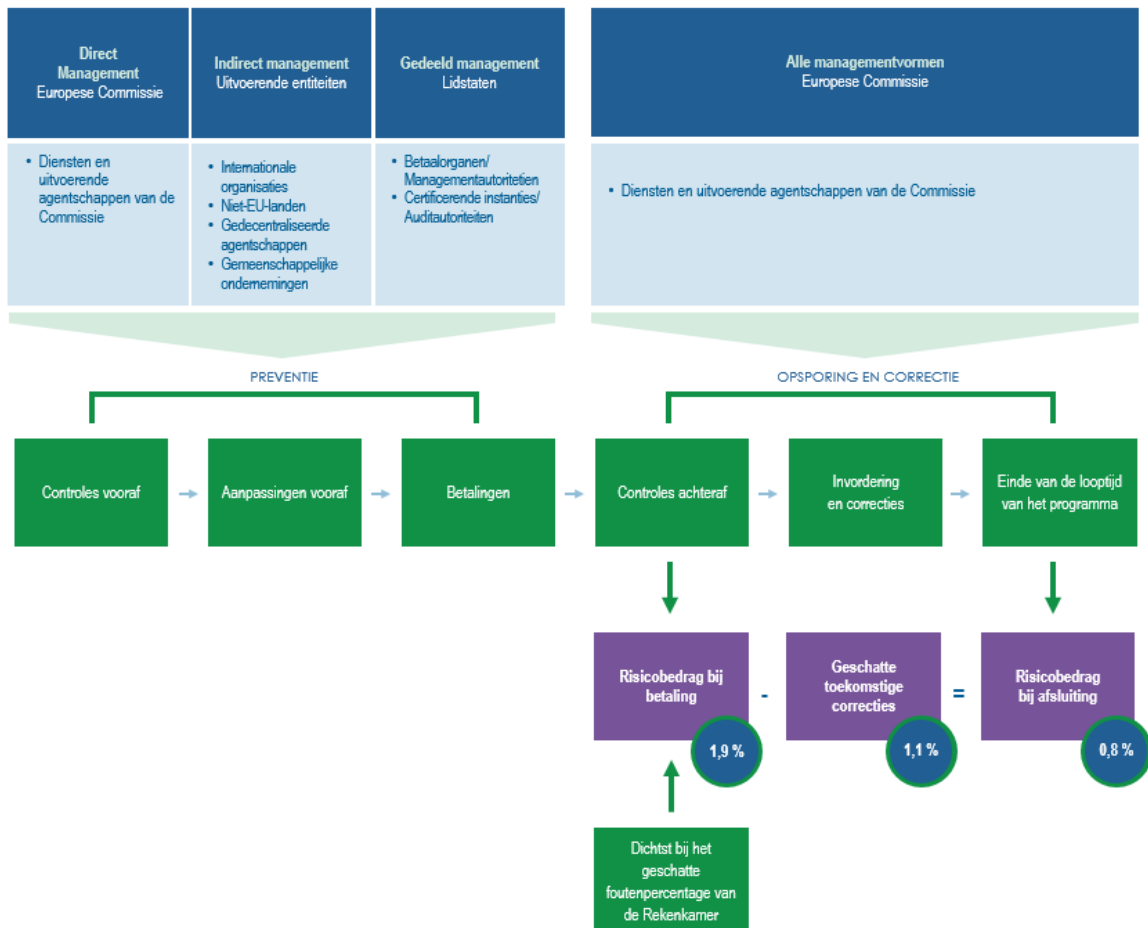 Direct
Management
Europese Commissie
Indirect management
Uitvoerende entiteiten
Gedeeld management
Lidstaten
Alle managementvormen
Europese Commissie
• Diensten en
uitvoerende
agentschappen van de
Commissie
• Internationale
organisaties
• Niet-EU-landen
• Gedecentraliseerde
agentschappen
• Gemeenschappelijke
ondernemingen
• Betaalorganen/
Managementautoritetien
• Certificerende instanties/
Auditautoriteiten
• Diensten en uitvoerende agentschappen van de Commissie
PREVENTIE
OPSPORING EN CORRECTIE
Controles vooraf
Aanpassingen vooraf
Betalingen
Controles achteraf
Invordering
en correcties
Einde van de looptijd
van het programma
Risicobedrag bij
betaling
1,9 %
-
Geschatte
toekomstige
correcties
1,1 %
=
Risicobedrag
bij afsluiting
0,8 %
Dichtst bij het
geschatte
foutenpercentage van
de Rekenkamer